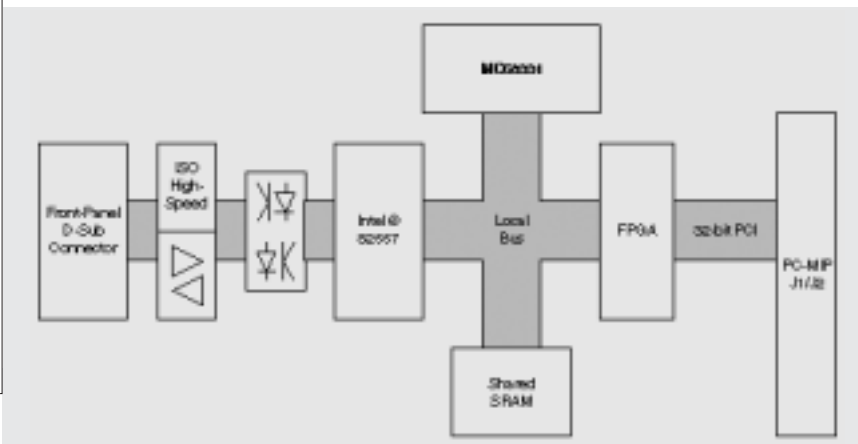 Front-Panel
D-Sub
Connector
ISO
High-
Speed
Intel®
82557
Local
Bus
Shared
SRAM
FPGA
32-bit PCI
PC-MIP
J1/J2